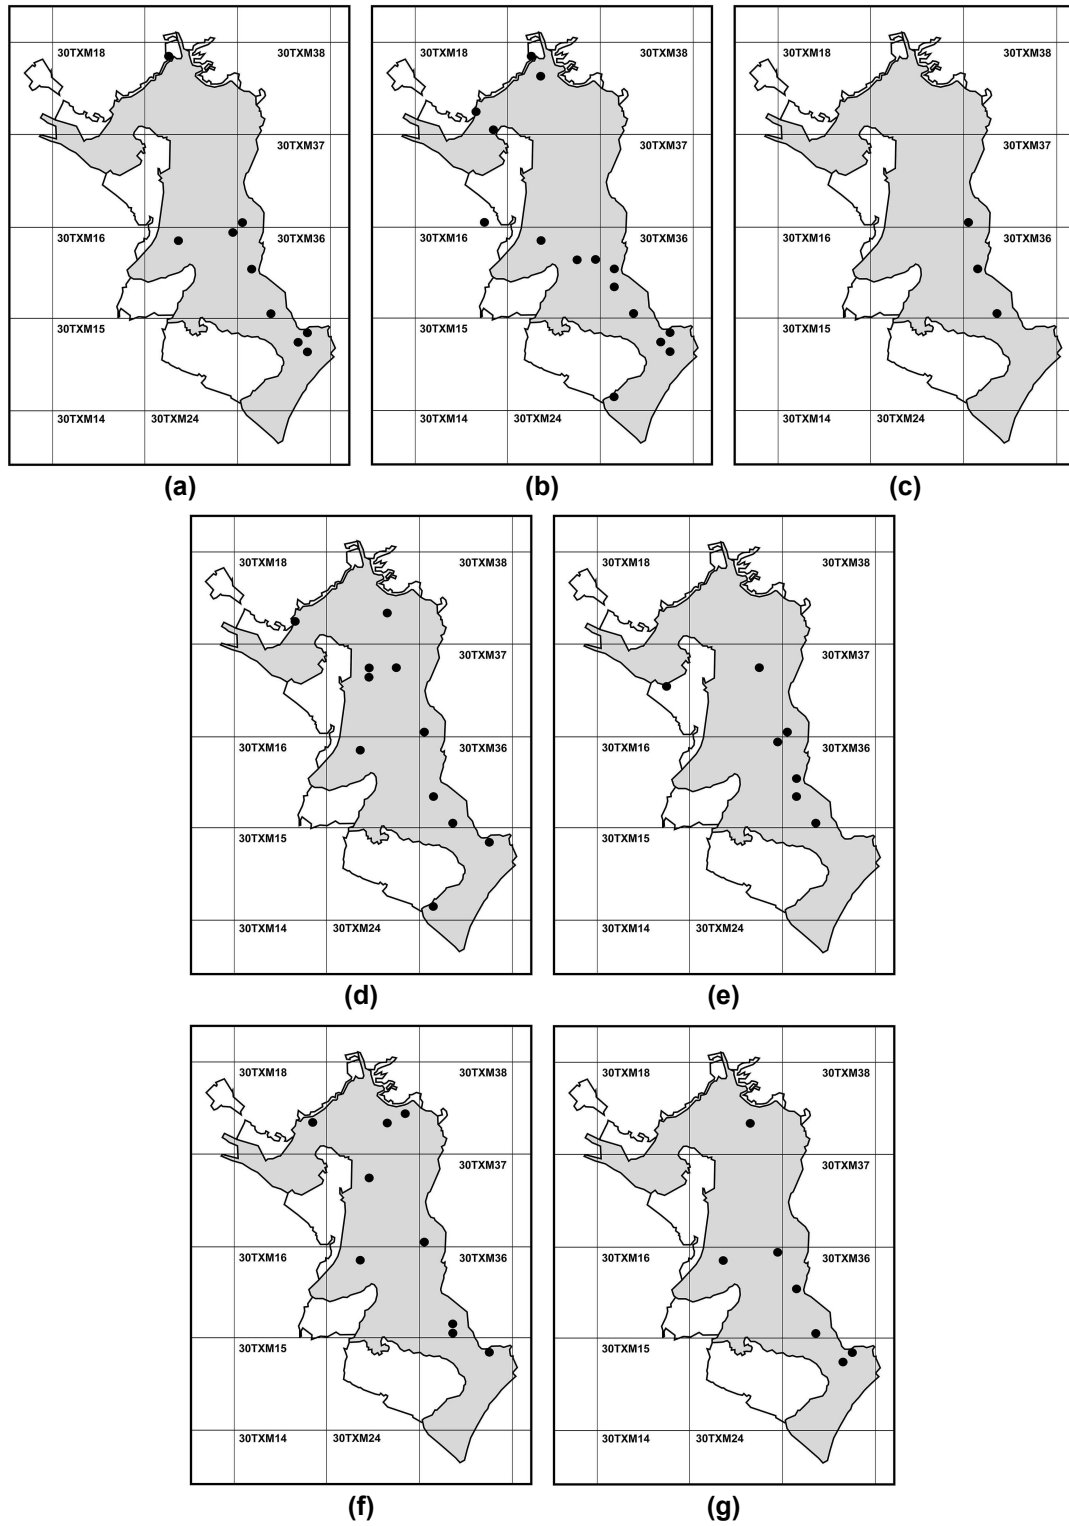 30TXM18 30TXM38 30TXM18 30TXM38 30TXM18 30TXM38
30TXM37 30TXM37 30TXM37
30TXM16 30TXM36 30TXM16 30TXM36 30TXM16 30TXM36
30TXM15 30TXM15 30TXM15
30TXM14 30TXM24 30TXM14 30TXM24 30TXM14 30TXM24
(a) (b) (c)
30TXM18 30TXM38 30TXM18 30TXM38
30TXM37 30TXM37
30TXM16 30TXM36 30TXM16 30TXM36
30TXM15 30TXM15
30TXM14 30TXM24 30TXM14 30TXM24
(d) (e)
30TXM18 30TXM38 30TXM18 30TXM38
30TXM37 30TXM37
30TXM16 30TXM36 30TXM16 30TXM36
30TXM15 30TXM15
30TXM14 30TXM24 30TXM14 30TXM24
(f) (g)